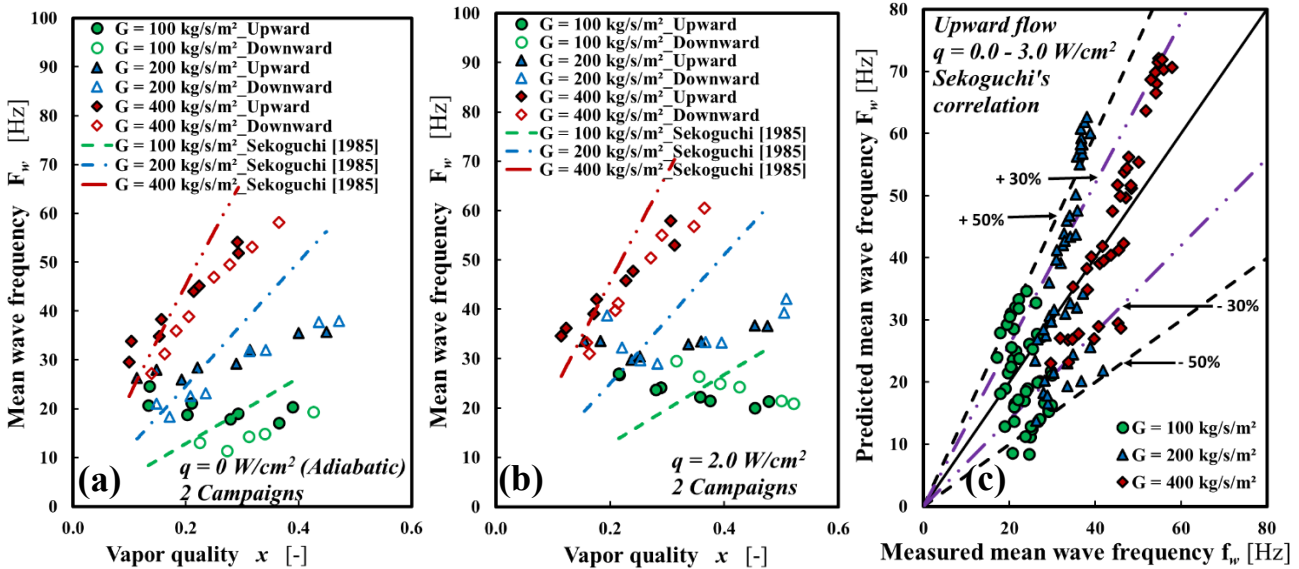 (a)
Mean wave frequency F_w [Hz]
100
90
80
70
60
50
40
30
20
10
0
G = 100 kg/s/m²_Upward
G = 100 kg/s/m²_Downward
G = 200 kg/s/m²_Upward
G = 200 kg/s/m²_Downward
G = 400 kg/s/m²_Upward
G = 400 kg/s/m²_Downward
G = 100 kg/s/m²_Sekoguchi [1985]
G = 200 kg/s/m²_Sekoguchi [1985]
G = 400 kg/s/m²_Sekoguchi [1985]
q = 0 W/cm² (Adiabatic)
2 Campaigns
0.0 0.2 0.4 0.6
Vapor quality x [-]
(b)
Mean wave frequency F_w [Hz]
100
90
80
70
60
50
40
30
20
10
0
G = 100 kg/s/m²_Upward
G = 100 kg/s/m²_Downward
G = 200 kg/s/m²_Upward
G = 200 kg/s/m²_Downward
G = 400 kg/s/m²_Upward
G = 400 kg/s/m²_Downward
G = 100 kg/s/m²_Sekoguchi [1985]
G = 200 kg/s/m²_Sekoguchi [1985]
G = 400 kg/s/m²_Sekoguchi [1985]
q = 2.0 W/cm²
2 Campaigns
0.0 0.2 0.4 0.6
Vapor quality x [-]
Predicted mean wave frequency F_w [Hz]
80
70
60
50
40
30
20
10
0
Upward flow
q = 0.0 - 3.0 W/cm²
Sekoguchi's
correlation
+ 30%
+ 50%
- 30%
- 50%
G = 100 kg/s/m²
G = 200 kg/s/m²
G = 400 kg/s/m²
(c)
0 20 40 60 80
Measured mean wave frequency f_w [Hz]